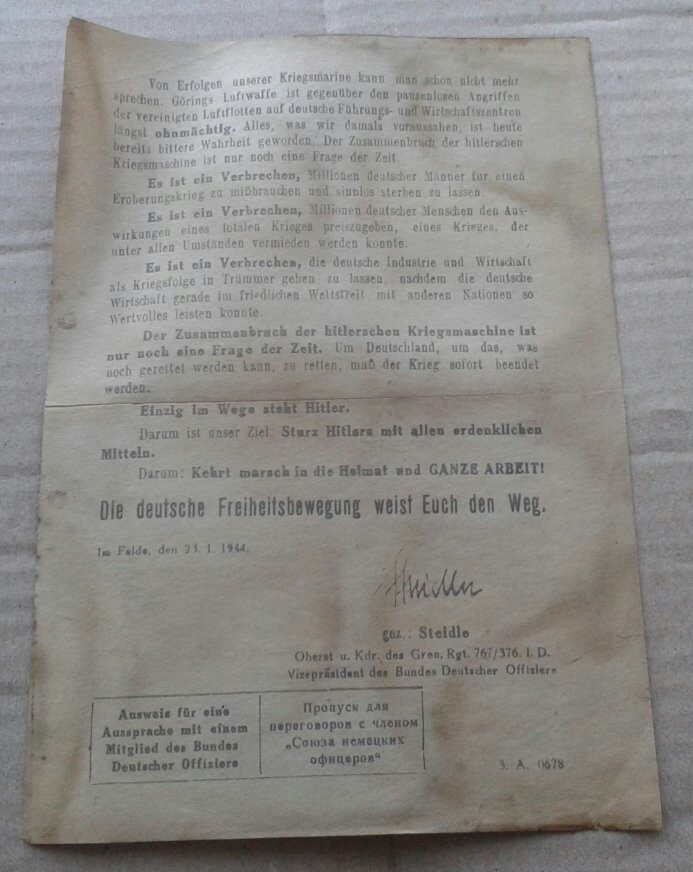 Von Erfolgen unserer Kriegsmarine kann man schon nicht mehr
sprechen. Görings Luftwaffe ist gegenüber den pausenlosen Angriffen
der vereinigten Luftflotten auf deutsche Führungs- und Wirtschaftszentren
längst ohnmächtig. Alles, was wir damals voraussahen, ist heute
bereits bittere Wahrheit geworden. Der Zusammenbruch der hitlerschen
Kriegsmaschine ist nur noch eine Frage der Zeit.
Es ist ein Verbrechen, Millionen deutscher Männer für einen
Eroberungskrieg zu mißbrauchen und sinnlos sterben zu lassen.
Es ist ein Verbrechen, Millionen deutscher Menschen den Aus-
wirkungen eines totalen Krieges preiszugeben, eines Krieges, der
unter allen Umständen vermieden werden konnte.
Es ist ein Verbrechen, die deutsche Industrie und Wirtschaft
als Kriegsfolge in Trümmer gehen zu lassen, nachdem die deutsche
Wirtschaft gerade im friedlichen Weltstreit mit anderen Nationen so
Wertvolles leisten konnte.
Der Zusammenbruch der hitlerschen Kriegsmaschine ist
nur noch eine Frage der Zeit. Um Deutschland, um das, was
noch gerettet werden kann, zu retten, muß der Krieg sofort beendet
werden.
Einzig im Wege steht Hitler.
Darum ist unser Ziel: Sturz Hitlers mit allen erdenklichen
Mitteln.
Darum: Kehrt marsch in die Heimat und GANZE ARBEIT!
Die deutsche Freiheitsbewegung weist Euch den Weg.
Im Felde, den 23. 1. 1944.
Steidle
gez.: Steidle
Oberst u. Kdr. des Gren. Rgt. 767/376. I. D.
Vizepräsident des Bundes Deutscher Offiziere
Ausweis für eine
Aussprache mit einem
Mitglied des Bundes
Deutscher Offiziere
Пропуск для
переговоров с членом
„Союза немецких
офицеров“
3. A. 0678